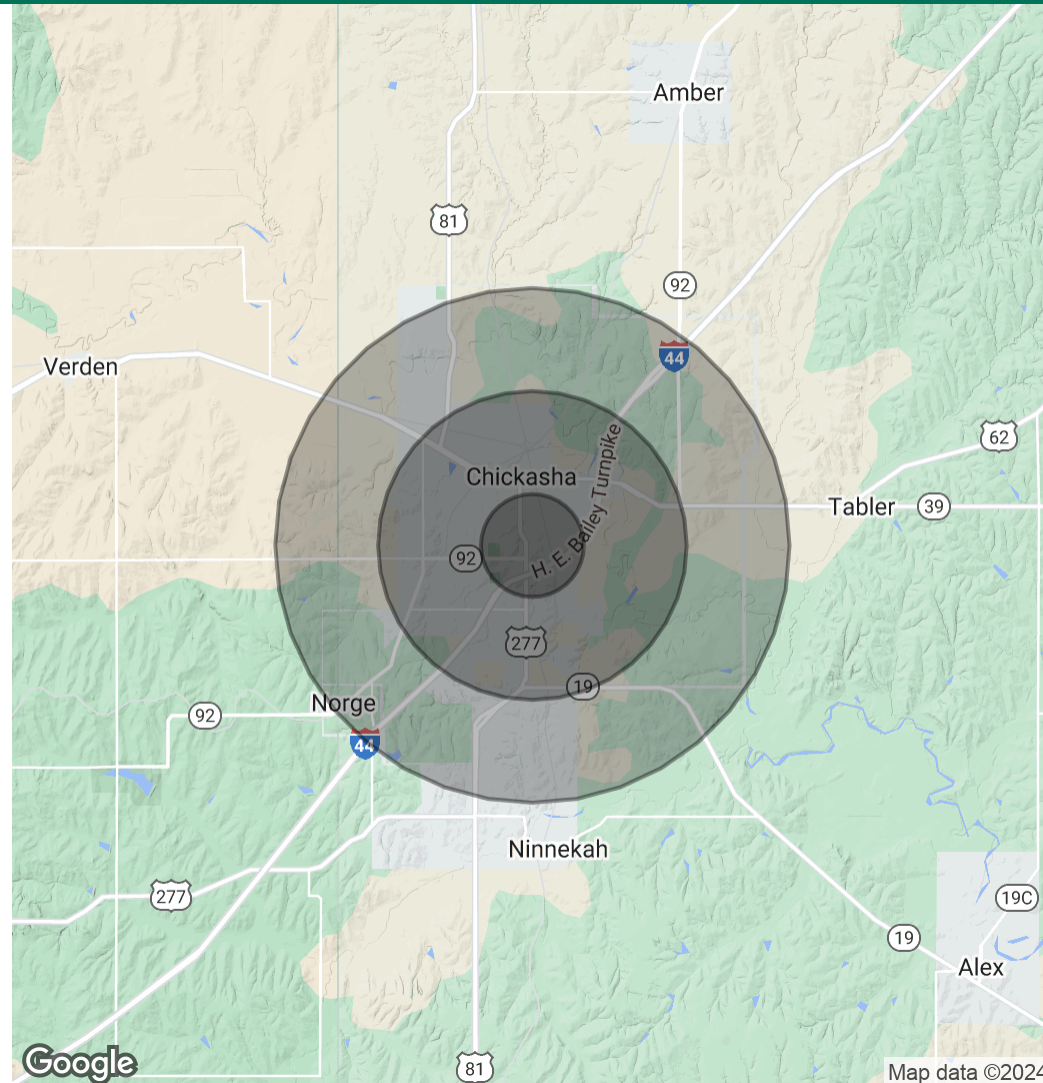 Amber
81
92
44
Verden
62
Chickasha
H. E. Bailey Turnpike
Tabler
39
92
277
19
Norge
92
44
Ninnekah
277
19C
19
Alex
81
Google
Map data ©2024